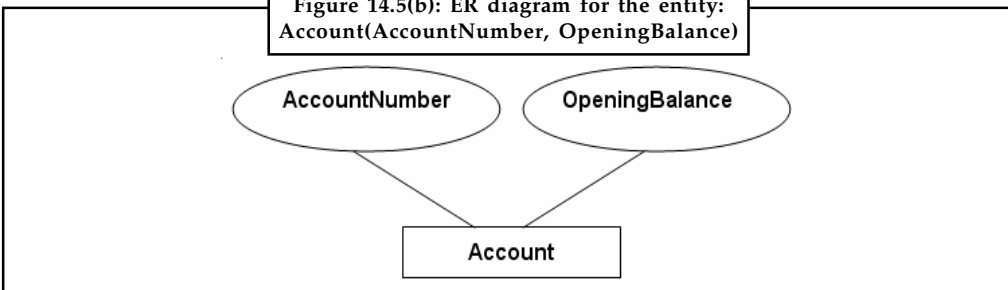 Figure 14.5(b): ER diagram for the entity:
Account(AccountNumber, OpeningBalance)
AccountNumber OpeningBalance
Account